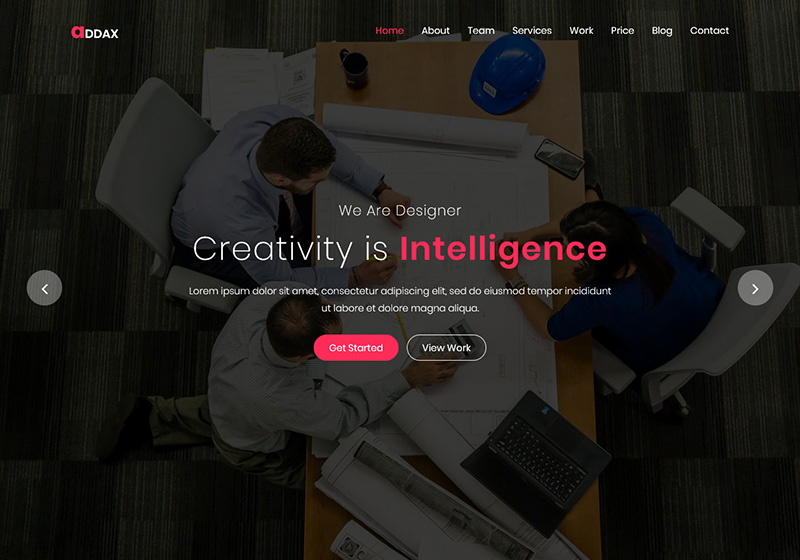 aDDAX
Home About Team Services Work Price Blog Contact
We Are Designer
Creativity is Intelligence
Lorem ipsum dolor sit amet, consectetur adipiscing elit, sed do eiusmod tempor incididunt
ut labore et dolore magna aliqua.
Get Started View Work